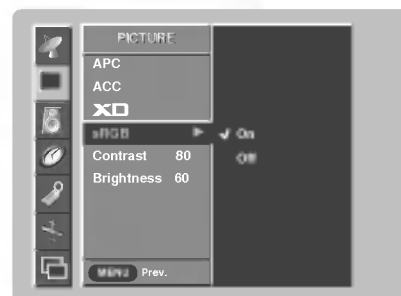 PICTURE
APC
ACC
XD
sRGB
On
Off
Contrast 80
Brightness 60
MENU Prev.